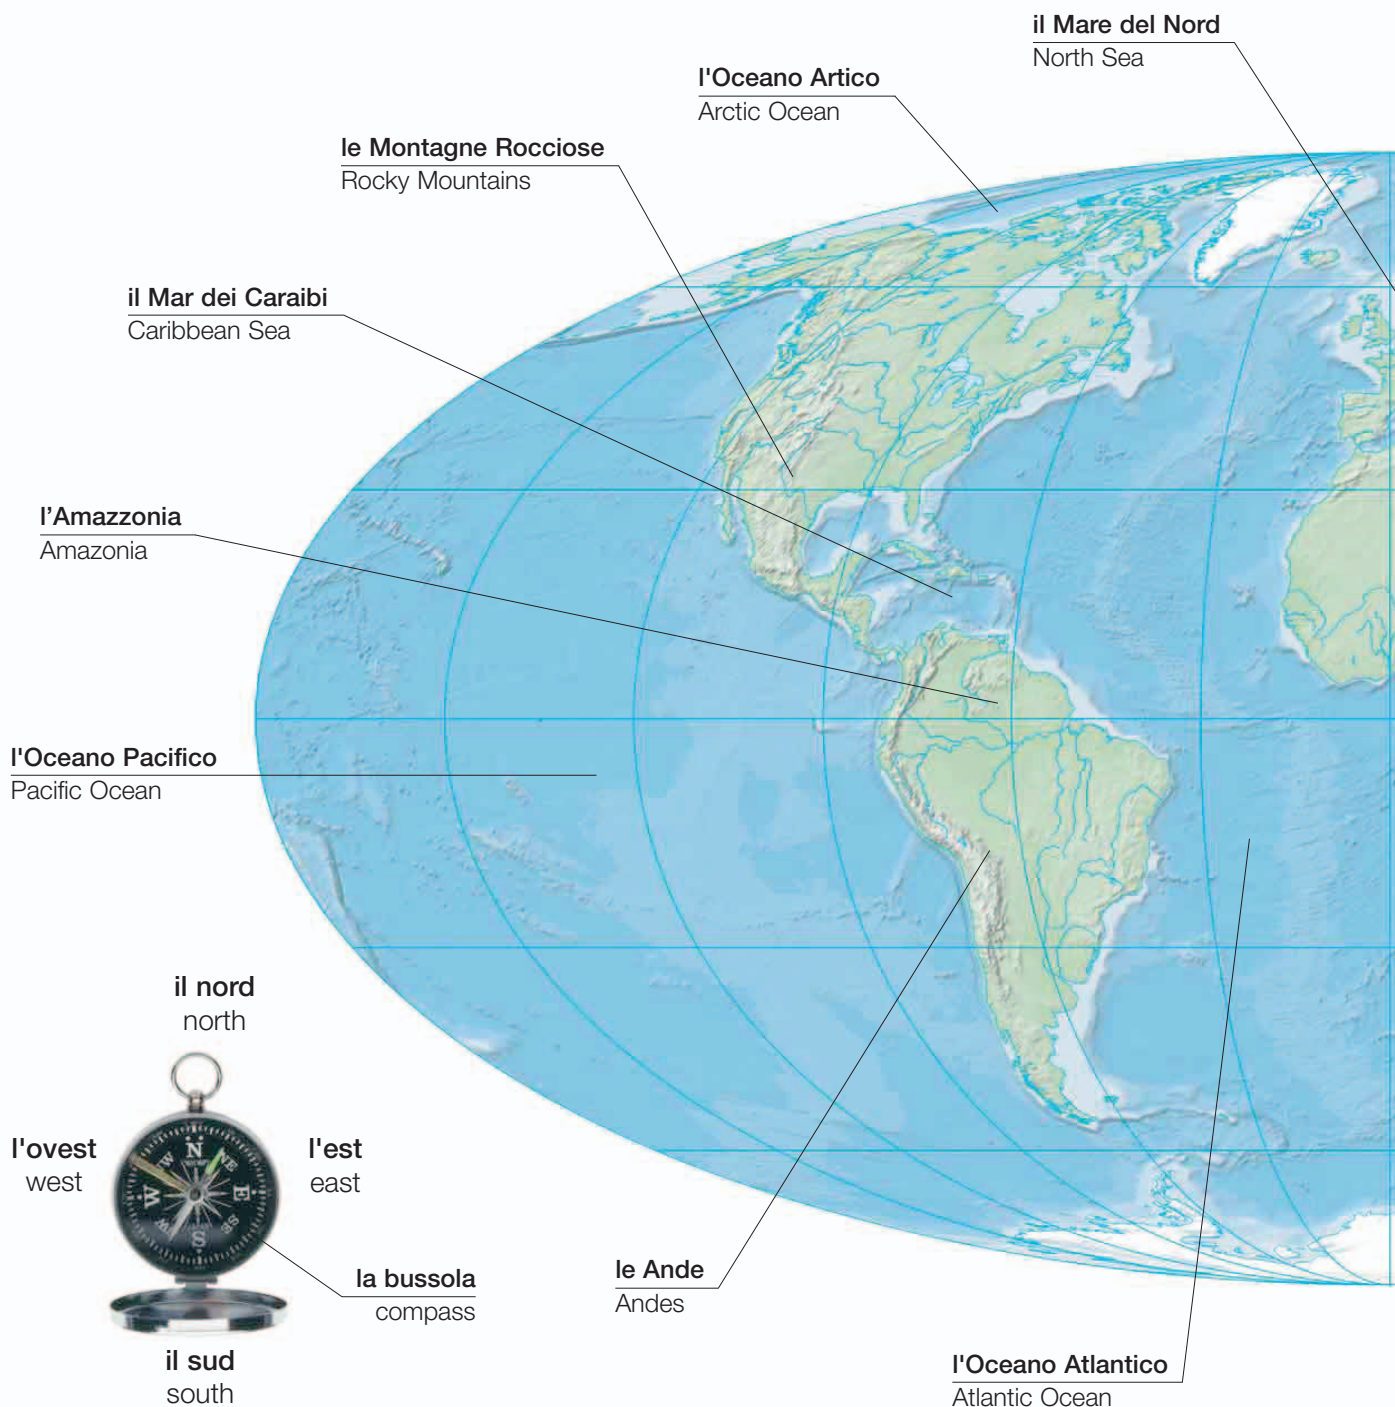 il Mare del Nord
North Sea
l'Oceano Artico
Arctic Ocean
le Montagne Rocciose
Rocky Mountains
il Mar dei Caraibi
Caribbean Sea
l’Amazzonia
Amazonia
l'Oceano Pacifico
Pacific Ocean
il nord
north
l'ovest
west
l'est
east
N
NE
E
SE
S
W
la bussola
compass
il sud
south
le Ande
Andes
l'Oceano Atlantico
Atlantic Ocean